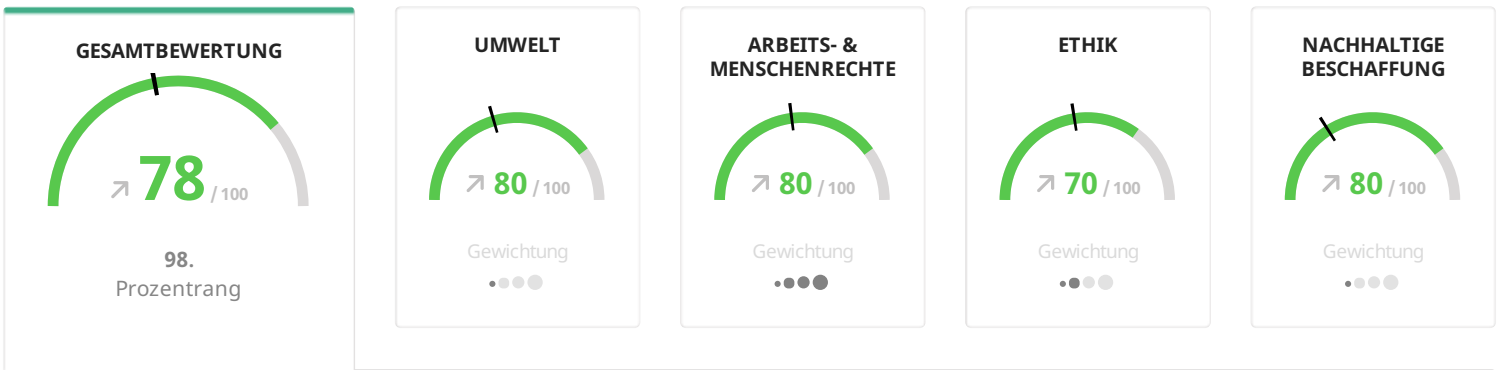 GESAMTBEWERTUNG
78 / 100
98.
Prozentrang
UMWELT
80 / 100
Gewichtung
ARBEITS- &
MENSCHENRECHTE
80 / 100
Gewichtung
ETHIK
70 / 100
Gewichtung
NACHHALTIGE
BESCHAFFUNG
80 / 100
Gewichtung